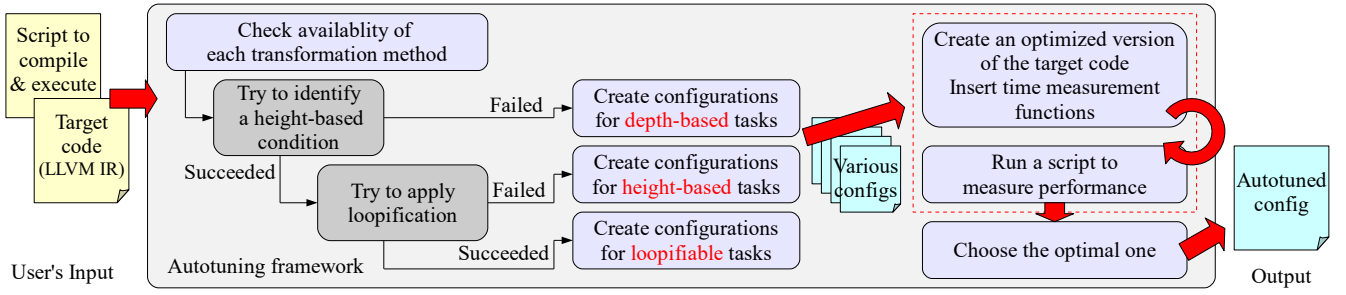 Script to
compile
& execute
Target
code
(LLVM IR)
User's Input
Check availablity of
each transformation method
Try to identify
a height-based
condition
Failed
Succeeded
Try to apply
loopification
Failed
Succeeded
Autotuning framework
Create configurations
for depth-based tasks
Create configurations
for height-based tasks
Create configurations
for loopifiable tasks
Various
configs
Create an optimized version
of the target code
Insert time measurement
functions
Run a script to
measure performance
Choose the optimal one
Autotuned
config
Output